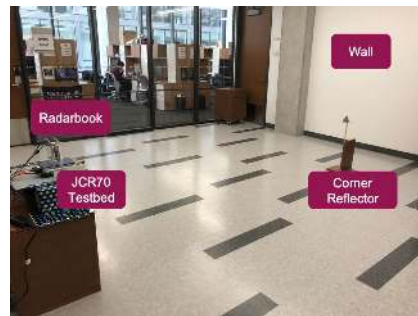 Wall
Radarbook
JCR70
Testbed
Corner
Reflector